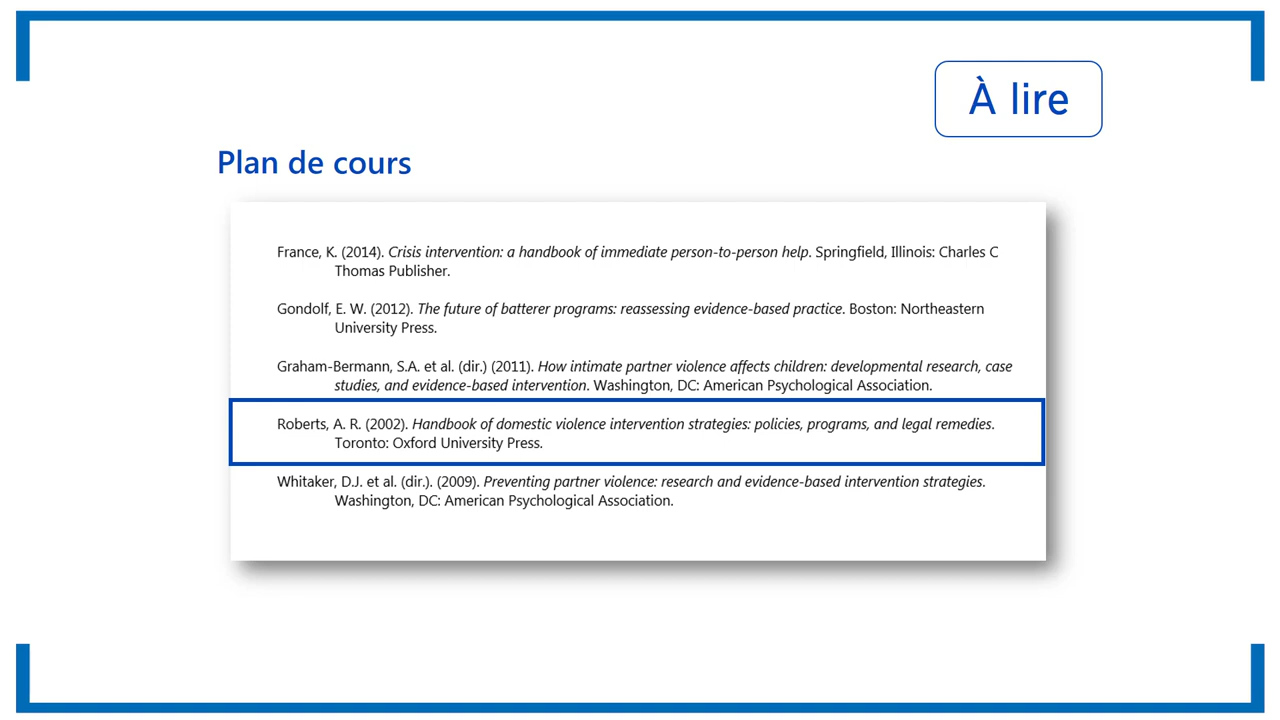 À lire
Plan de cours
France, K. (2014). Crisis intervention: a handbook of immediate person-to-person help. Springfield, Illinois: Charles C
Thomas Publisher.
Gondolf, E. W. (2012). The future of batterer programs: reassessing evidence-based practice. Boston: Northeastern
University Press.
Graham-Bermann, S.A. et al. (dir.) (2011). How intimate partner violence affects children: developmental research, case
studies, and evidence-based intervention. Washington, DC: American Psychological Association.
Roberts, A. R. (2002). Handbook of domestic violence intervention strategies: policies, programs, and legal remedies.
Toronto: Oxford University Press.
Whitaker, D.J. et al. (dir.). (2009). Preventing partner violence: research and evidence-based intervention strategies.
Washington, DC: American Psychological Association.